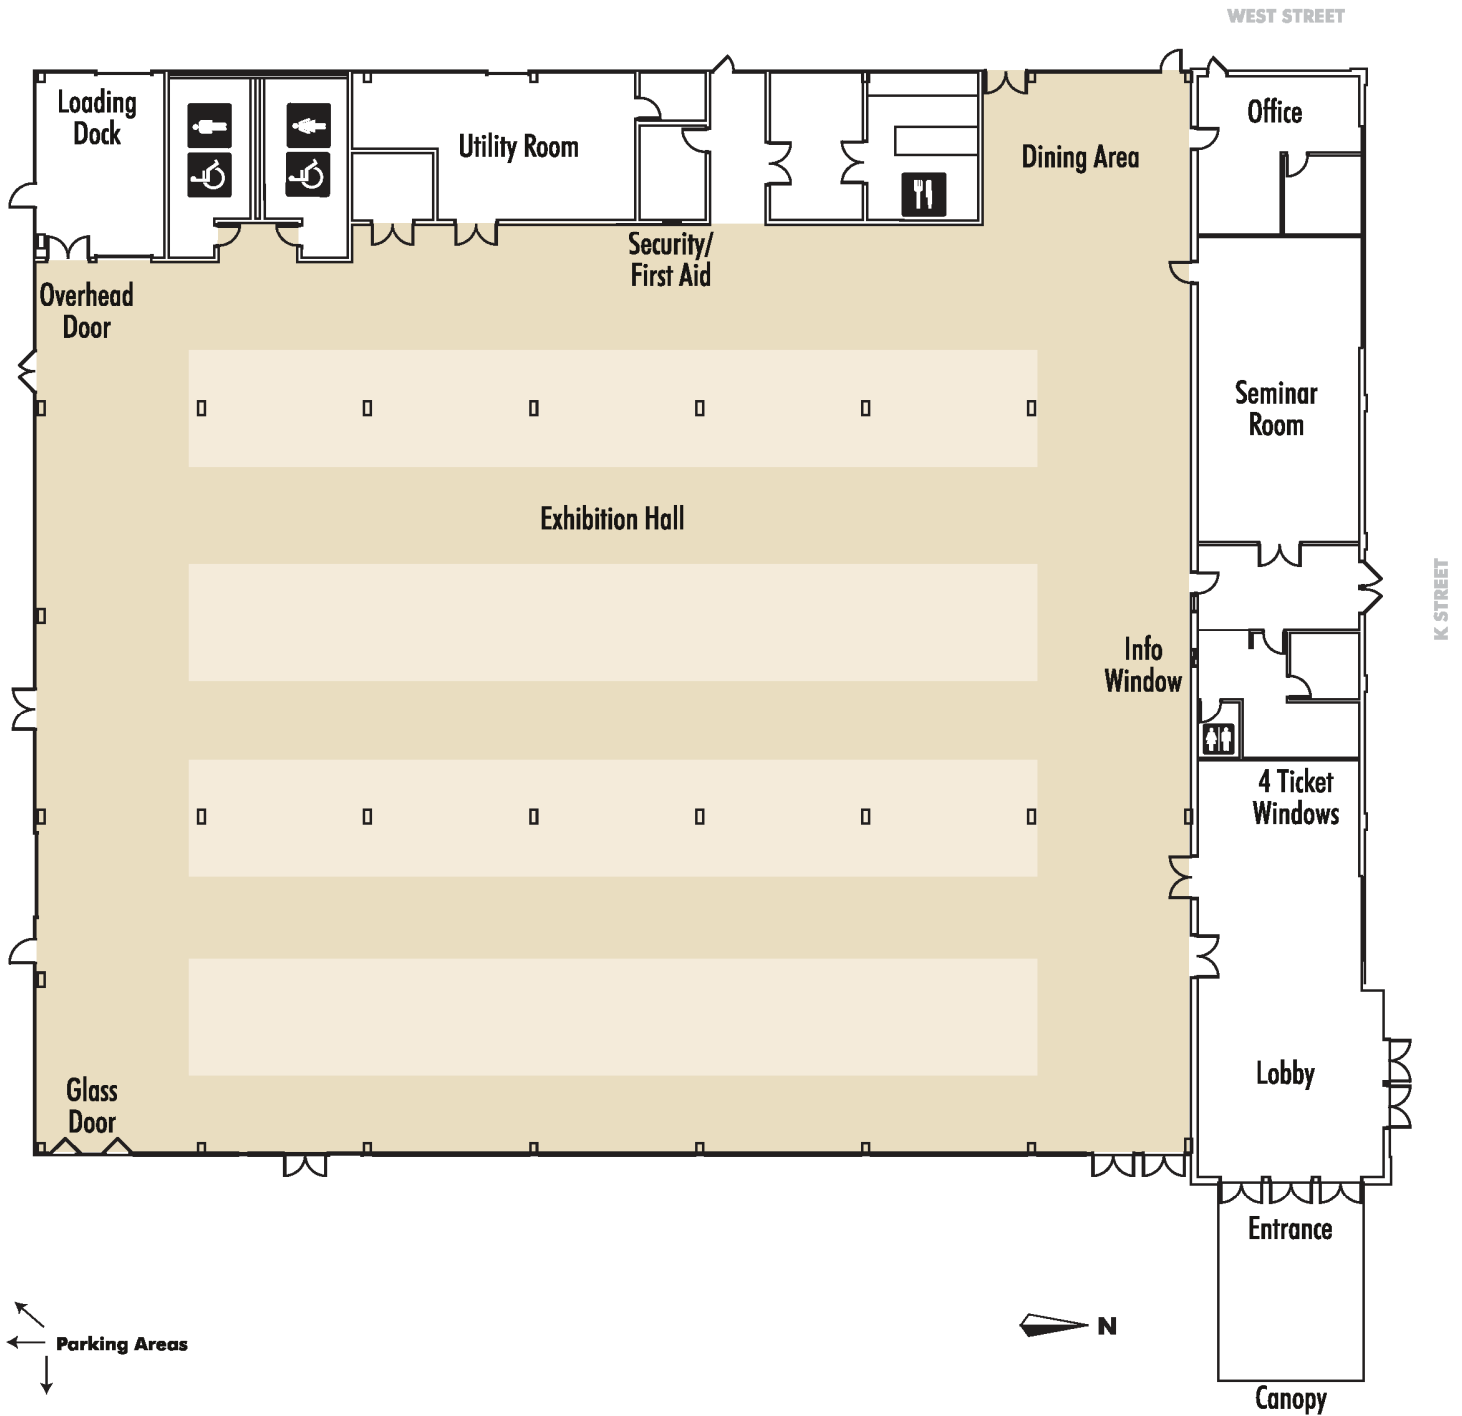 WEST STREET
Loading
Dock
Utility Room
Dining Area
Office
Security/
First Aid
Overhead
Door
Seminar
Room
Exhibition Hall
K STREET
Info
Window
4 Ticket
Windows
Glass
Door
Lobby
Entrance
Parking Areas
N
Canopy